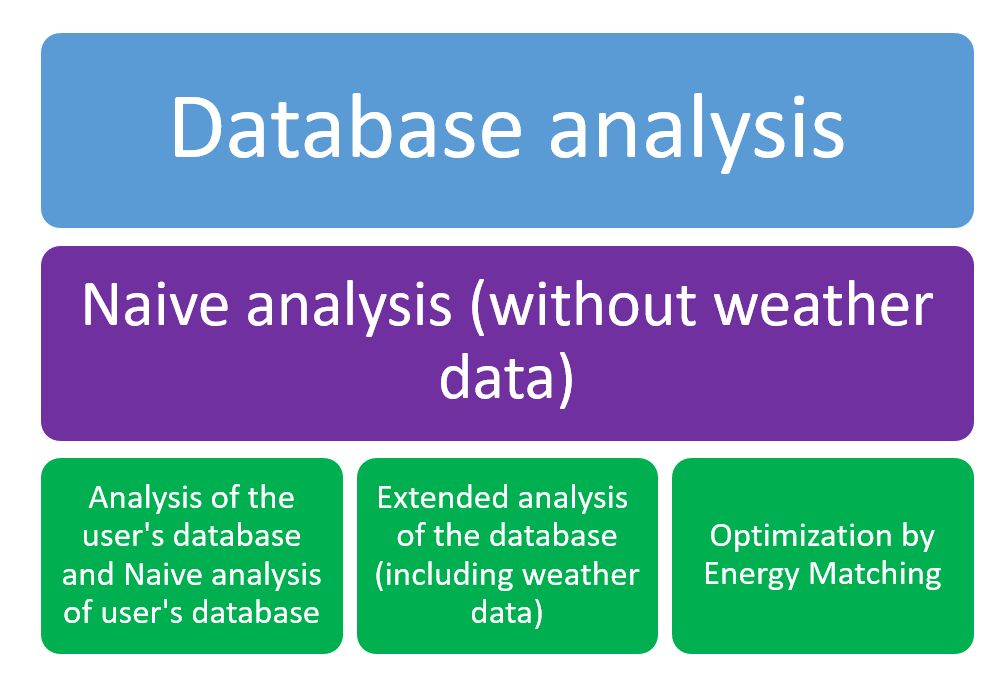 Database analysis
Naive analysis (without weather
data)
Analysis of the
user's database
and Naive analysis
of user's database
Extended analysis
of the database
(including weather
data)
Optimization by
Energy Matching